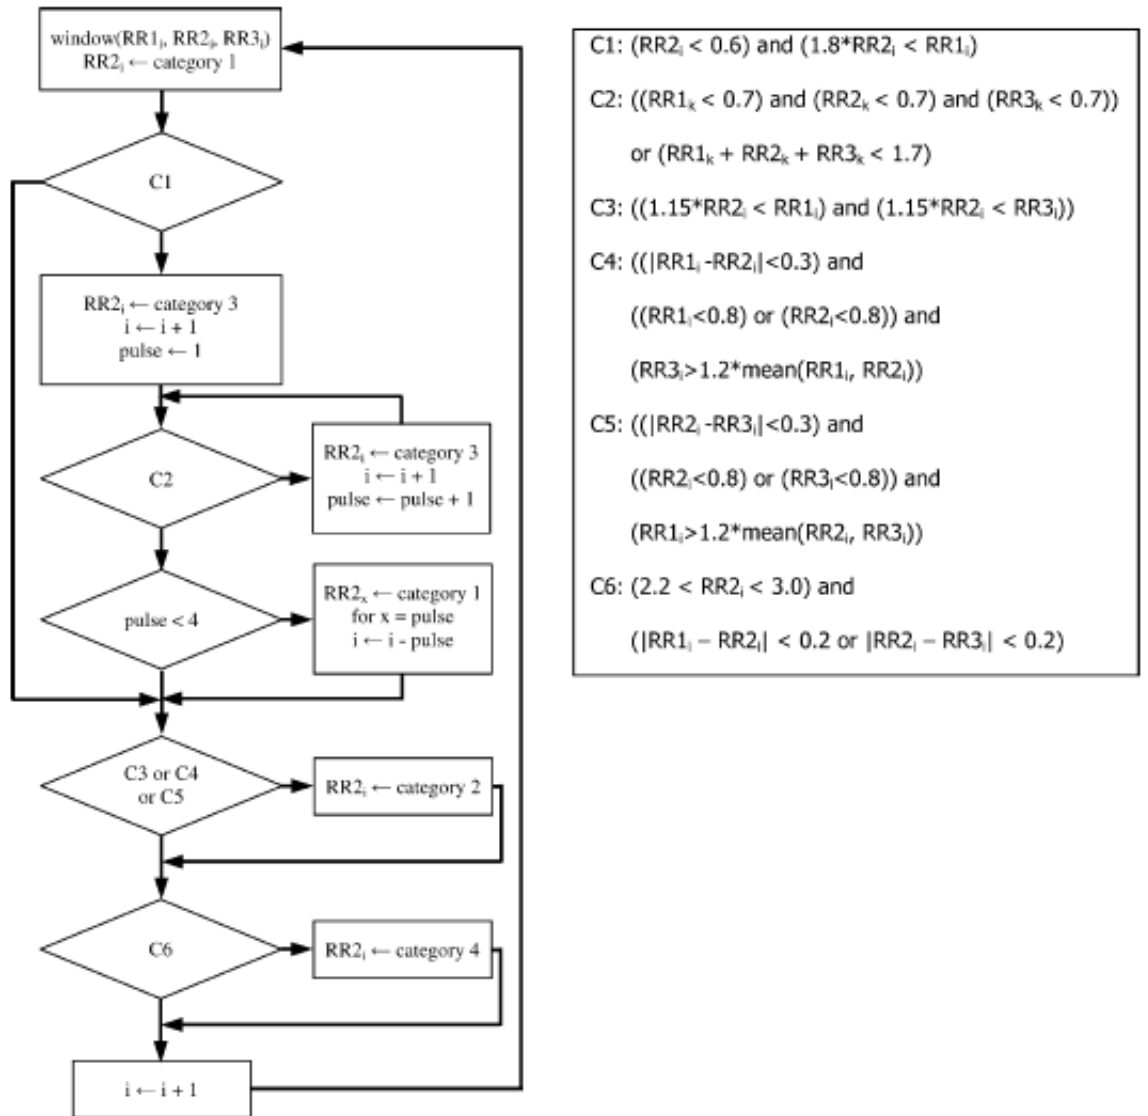 window(RR1ᵢ, RR2ᵢ, RR3ᵢ)
RR2ᵢ ← category 1
C1
RR2ᵢ ← category 3
i ← i + 1
pulse ← 1
C2
RR2ᵢ ← category 3
i ← i + 1
pulse ← pulse + 1
pulse < 4
RR2ₓ ← category 1
for x = pulse
i ← i - pulse
C3 or C4
or C5
RR2ᵢ ← category 2
C6
RR2ᵢ ← category 4
i ← i + 1
C1: (RR2ᵢ < 0.6) and (1.8*RR2ᵢ < RR1ᵢ)
C2: ((RR1ₖ < 0.7) and (RR2ₖ < 0.7) and (RR3ₖ < 0.7))
or (RR1ₖ + RR2ₖ + RR3ₖ < 1.7)
C3: ((1.15*RR2ᵢ < RR1ᵢ) and (1.15*RR2ᵢ < RR3ᵢ))
C4: ((|RR1ᵢ -RR2ᵢ|<0.3) and
((RR1ᵢ<0.8) or (RR2ᵢ<0.8)) and
(RR3ᵢ>1.2*mean(RR1ᵢ, RR2ᵢ))
C5: ((|RR2ᵢ -RR3ᵢ|<0.3) and
((RR2ᵢ<0.8) or (RR3ᵢ<0.8)) and
(RR1ᵢ>1.2*mean(RR2ᵢ, RR3ᵢ))
C6: (2.2 < RR2ᵢ < 3.0) and
(|RR1ᵢ – RR2ᵢ| < 0.2 or |RR2ᵢ – RR3ᵢ| < 0.2)